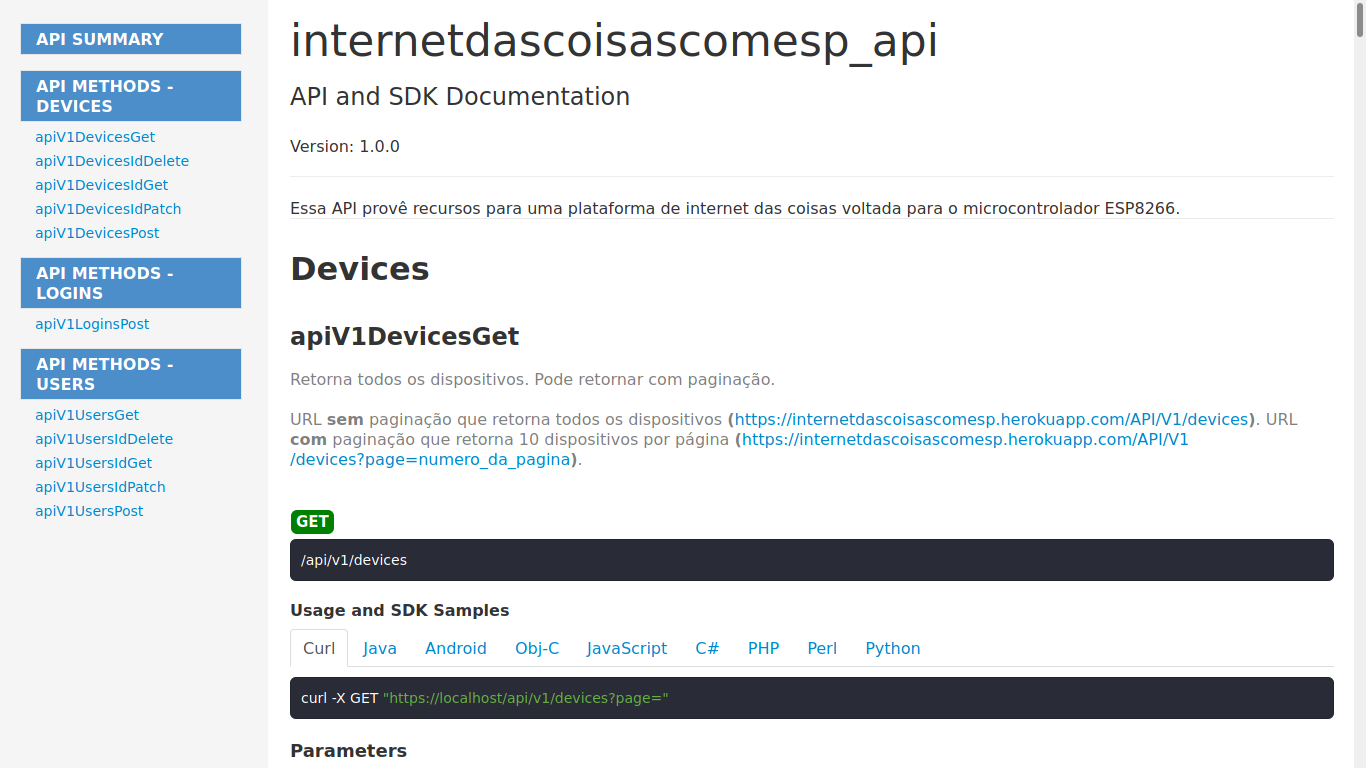 API SUMMARY
API METHODS -
DEVICES
apiV1DevicesGet
apiV1DevicesIdDelete
apiV1DevicesIdGet
apiV1DevicesIdPatch
apiV1DevicesPost
API METHODS -
LOGINS
apiV1LoginsPost
API METHODS -
USERS
apiV1UsersGet
apiV1UsersIdDelete
apiV1UsersIdGet
apiV1UsersIdPatch
apiV1UsersPost
internetdascoisascomesp_api
API and SDK Documentation
Version: 1.0.0
Essa API provê recursos para uma plataforma de internet das coisas voltada para o microcontrolador ESP8266.
Devices
apiV1DevicesGet
Retorna todos os dispositivos. Pode retornar com paginação.
URL sem paginação que retorna todos os dispositivos (https://internetdascoisascomesp.herokuapp.com/API/V1/devices). URL
com paginação que retorna 10 dispositivos por página (https://internetdascoisascomesp.herokuapp.com/API/V1
/devices?page=numero_da_pagina).
GET
/api/v1/devices
Usage and SDK Samples
Curl Java Android Obj-C JavaScript C# PHP Perl Python
curl -X GET "https://localhost/api/v1/devices?page="
Parameters